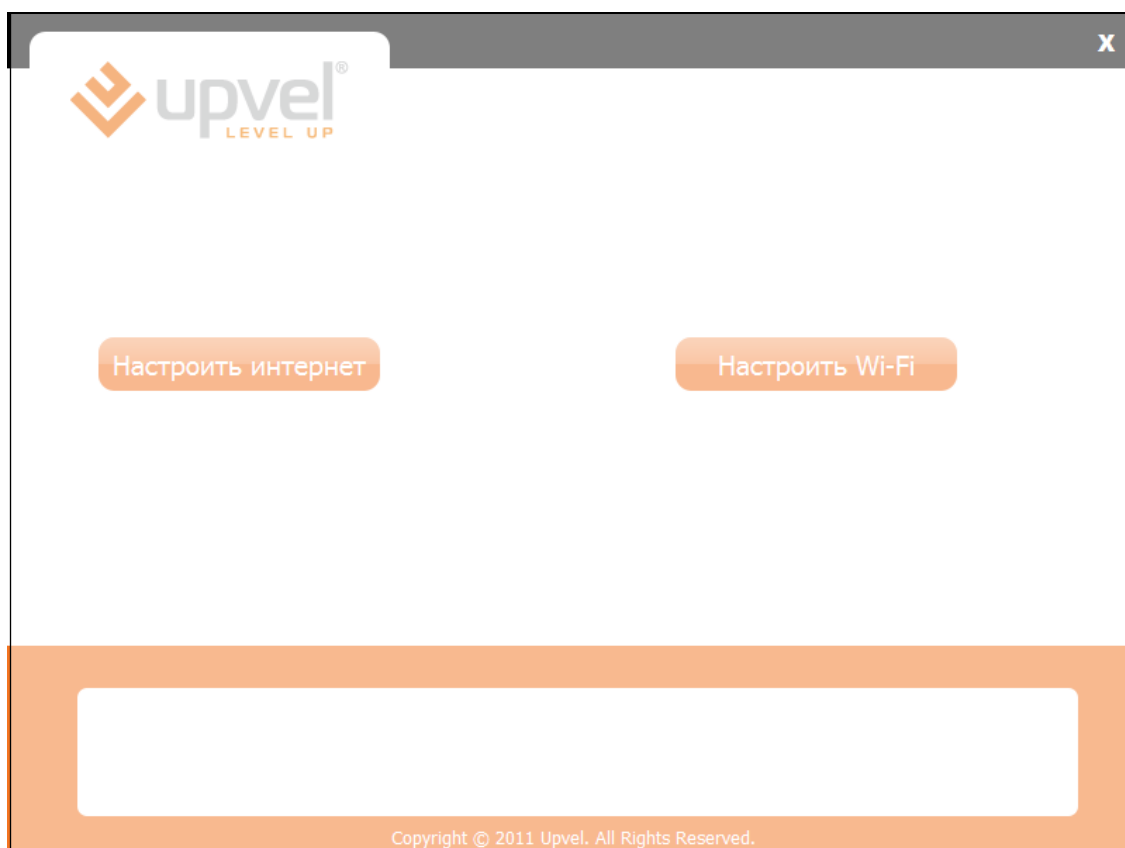 X
upvel®
LEVEL UP
Настроить интернет
Настроить Wi-Fi
Copyright © 2011 Upvel. All Rights Reserved.